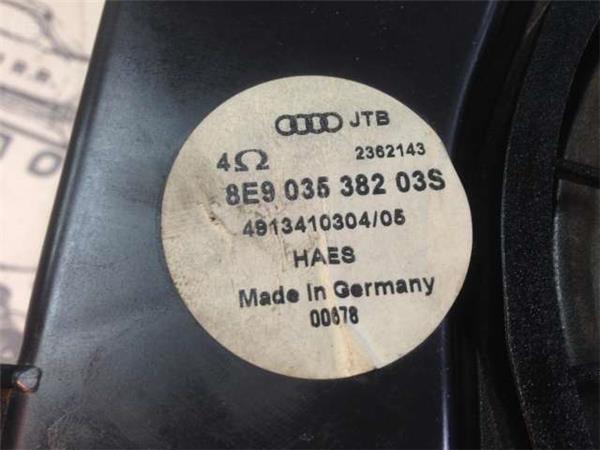 JTB
4Ω 2362143
8E9 035 382 03S
4913410304/05
HAES
Made in Germany
00678